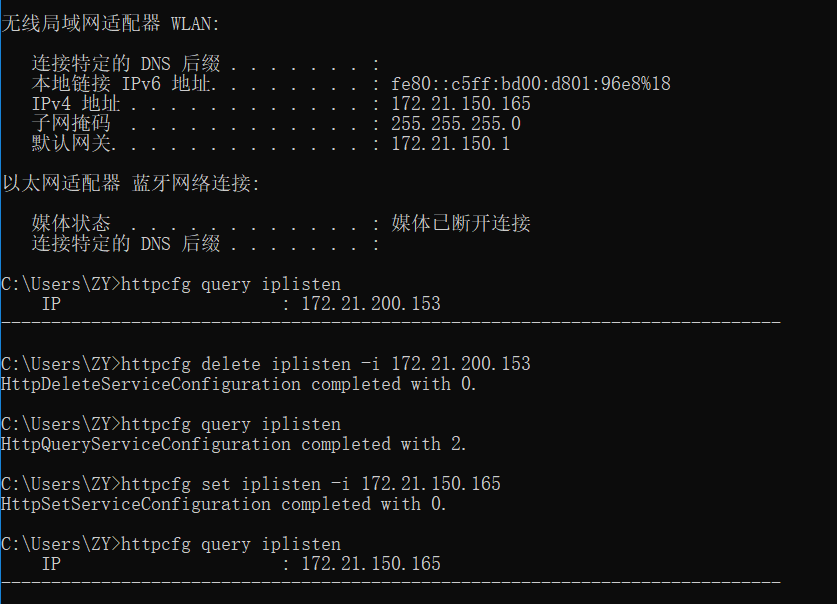 无线局域网适配器 WLAN:
连接特定的 DNS 后缀 . . . . . . . :
本地链接 IPv6 地址. . . . . . . . : fe80::c5ff:bd00:d801:96e8%18
IPv4 地址 . . . . . . . . . . . . : 172.21.150.165
子网掩码  . . . . . . . . . . . . : 255.255.255.0
默认网关. . . . . . . . . . . . . : 172.21.150.1
以太网适配器 蓝牙网络连接:
媒体状态  . . . . . . . . . . . . : 媒体已断开连接
连接特定的 DNS 后缀 . . . . . . . :
C:\Users\ZY>httpcfg query iplisten
IP                      : 172.21.200.153
------------------------------------------------------------------------------
C:\Users\ZY>httpcfg delete iplisten -i 172.21.200.153
HttpDeleteServiceConfiguration completed with 0.
C:\Users\ZY>httpcfg query iplisten
HttpQueryServiceConfiguration completed with 2.
C:\Users\ZY>httpcfg set iplisten -i 172.21.150.165
HttpSetServiceConfiguration completed with 0.
C:\Users\ZY>httpcfg query iplisten
IP                      : 172.21.150.165
------------------------------------------------------------------------------